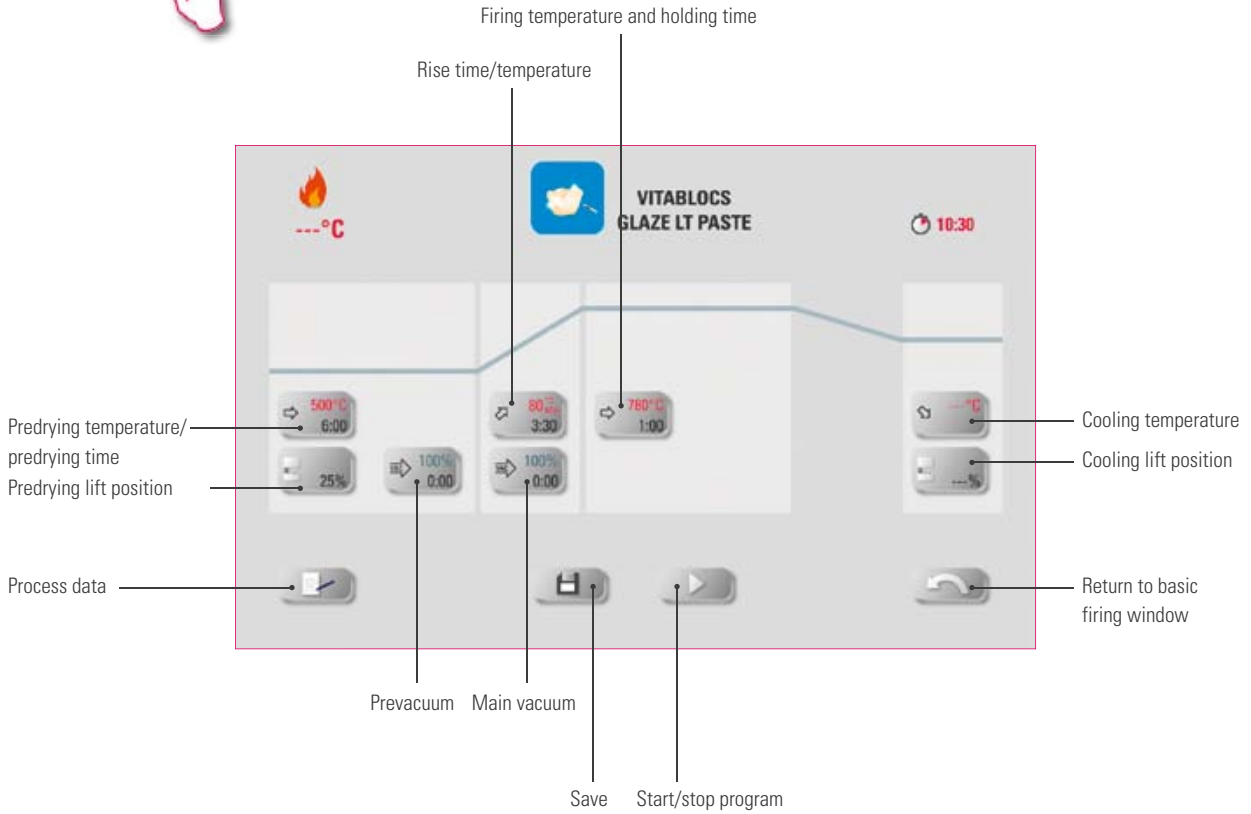 Firing temperature and holding time
Rise time/temperature
---°C
VITABLOCS
GLAZE LT PASTE
10:30
500°C
6:00
80
3:30
780°C
1:00
---°C
25%
100%
0:00
100%
0:00
---%
Predrying temperature/
predrying time
Predrying lift position
Cooling temperature
Cooling lift position
Process data
Return to basic
firing window
Prevacuum
Main vacuum
Save
Start/stop program